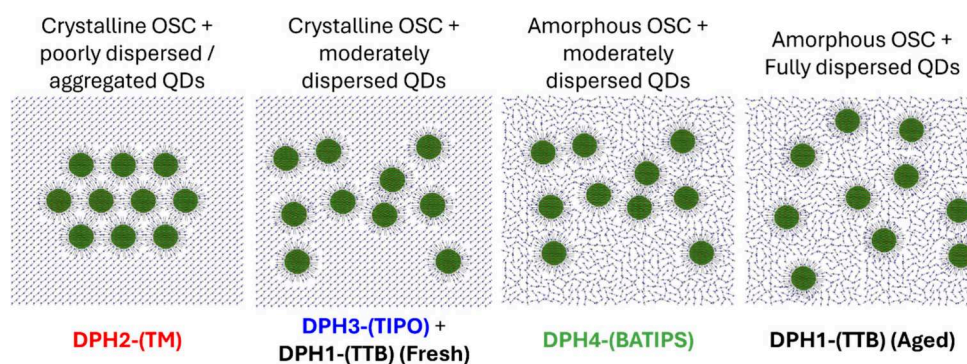 Crystalline OSC +
poorly dispersed /
aggregated QDs
Crystalline OSC +
moderately
dispersed QDs
Amorphous OSC +
moderately
dispersed QDs
Amorphous OSC +
Fully dispersed QDs
DPH2-(TM)
DPH3-(TIPO) +
DPH1-(TTB) (Fresh)
DPH4-(BATIPS)
DPH1-(TTB) (Aged)